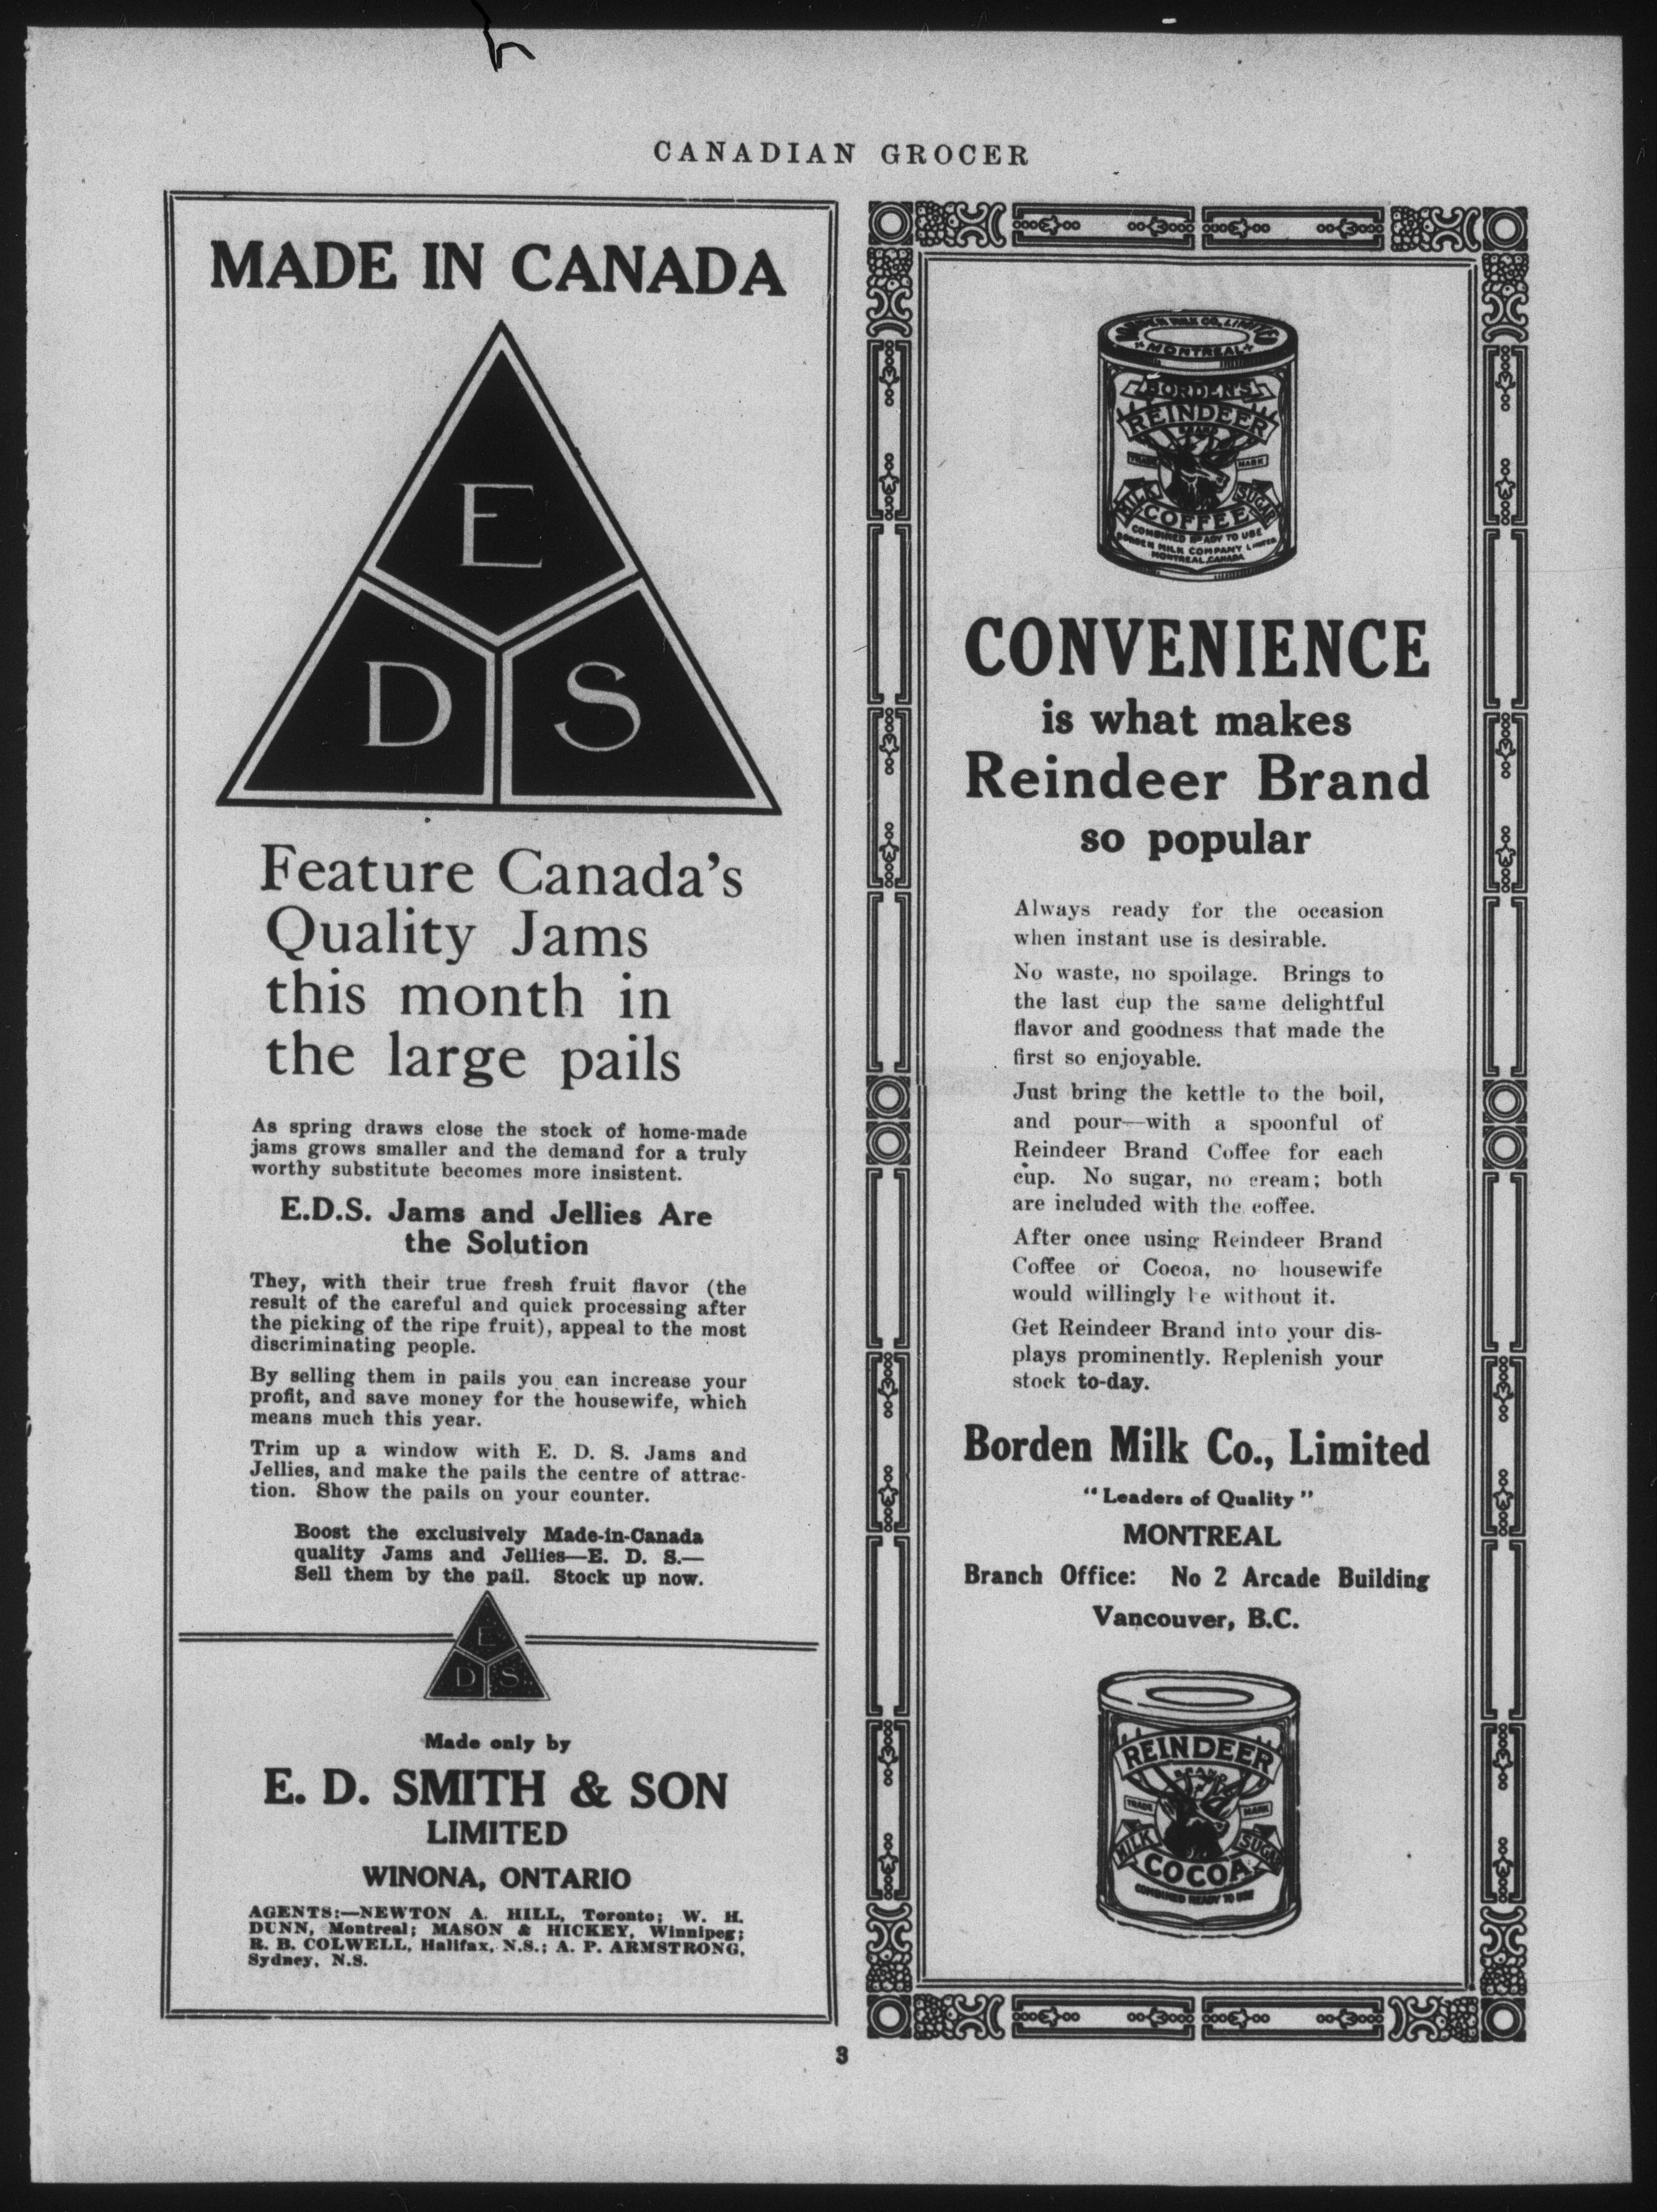 CANADIAN GROCER
MADE IN CANADA
E
D S
Feature Canada's
Quality Jams
this month in
the large pails
As spring draws close the stock of home-made
jams grows smaller and the demand for a truly
worthy substitute becomes more insistent.
E.D.S. Jams and Jellies Are
the Solution
They, with their true fresh fruit flavor (the
result of the careful and quick processing after
the picking of the ripe fruit), appeal to the most
discriminating people.
By selling them in pails you can increase your
profit, and save money for the housewife, which
means much this year.
Trim up a window with E. D. S. Jams and
Jellies, and make the pails the centre of attrac-
tion. Show the pails on your counter.
Boost the exclusively Made-in-Canada
quality Jams and Jellies—E. D. S.—
Sell them by the pail. Stock up now.
E
D S
Made only by
E. D. SMITH & SON
LIMITED
WINONA, ONTARIO
AGENTS:—NEWTON A. HILL, Toronto; W. H.
DUNN, Montreal; MASON & HICKEY, Winnipeg;
R. B. COLWELL, Halifax, N.S.; A. P. ARMSTRONG,
Sydney, N.S.
BORDEN MILK CO. LIMITED
MONTREAL
BORDEN'S
REINDEER
BRAND
TRADE MARK
MILK SUGAR
COFFEE
COMBINED READY TO USE
BORDEN MILK COMPANY LIMITED
MONTREAL, CANADA
CONVENIENCE
is what makes
Reindeer Brand
so popular
Always ready for the occasion
when instant use is desirable.
No waste, no spoilage. Brings to
the last cup the same delightful
flavor and goodness that made the
first so enjoyable.
Just bring the kettle to the boil,
and pour—with a spoonful of
Reindeer Brand Coffee for each
cup. No sugar, no cream; both
are included with the coffee.
After once using Reindeer Brand
Coffee or Cocoa, no housewife
would willingly be without it.
Get Reindeer Brand into your dis-
plays prominently. Replenish your
stock to-day.
Borden Milk Co., Limited
"Leaders of Quality"
MONTREAL
Branch Office: No 2 Arcade Building
Vancouver, B.C.
REINDEER
BRAND
TRADE MARK
MILK SUGAR
COCOA
COMBINED READY TO USE
3